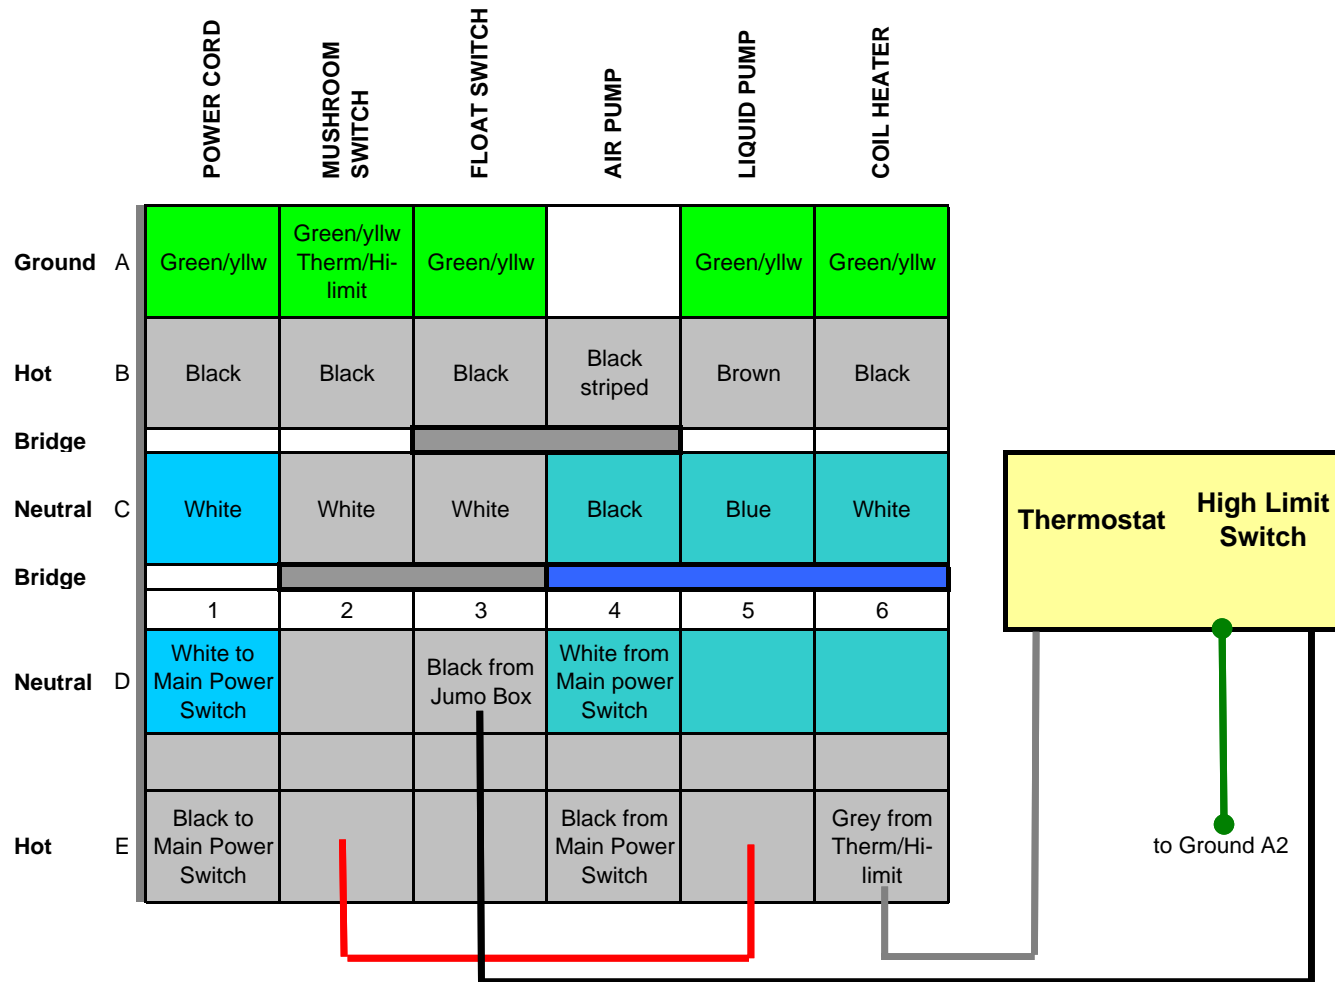 POWER CORD
MUSHROOM
SWITCH
FLOAT SWITCH
AIR PUMP
LIQUID PUMP
COIL HEATER
Ground A Green/yllw Green/yllw Green/yllw Green/yllw Green/yllw
Therm/Hi-
limit
Hot B Black Black Black Black Brown Black
striped
Bridge
Neutral C White White White Black Blue White
Thermostat High Limit
Switch
Bridge
1 2 3 4 5 6
Neutral D White to
Main Power
Switch
Black from
Jumo Box
White from
Main power
Switch
Hot E Black to
Main Power
Switch
Black from
Main Power
Switch
Grey from
Therm/Hi-
limit
to Ground A2